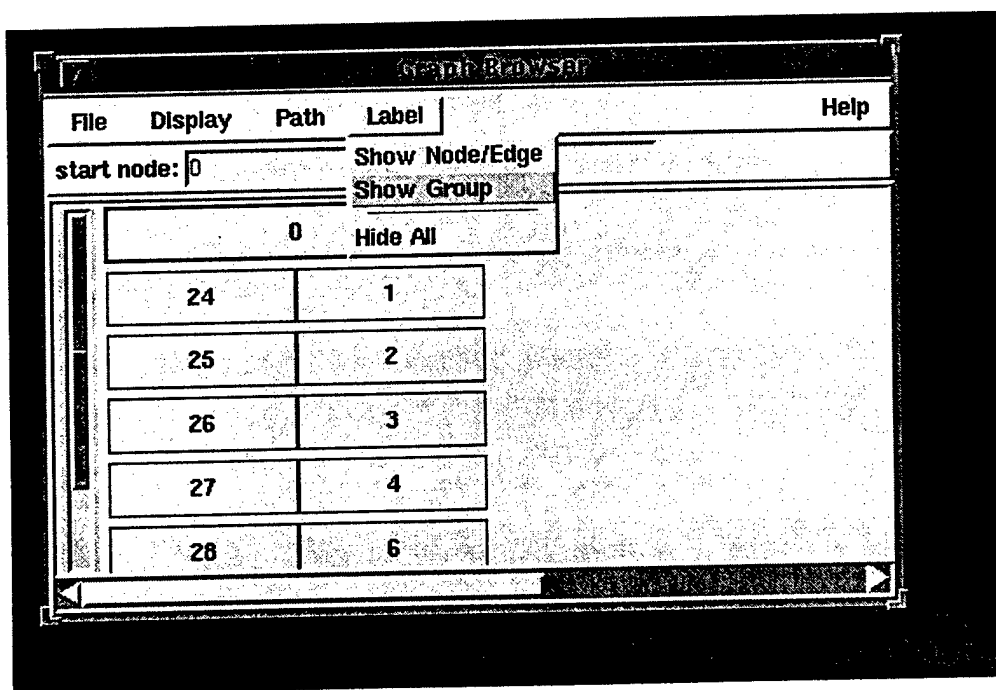 Graph Browser
File Display Path Label Help
start node: 0
Show Node/Edge
Show Group
Hide All
0
24 1
25 2
26 3
27 4
28 6